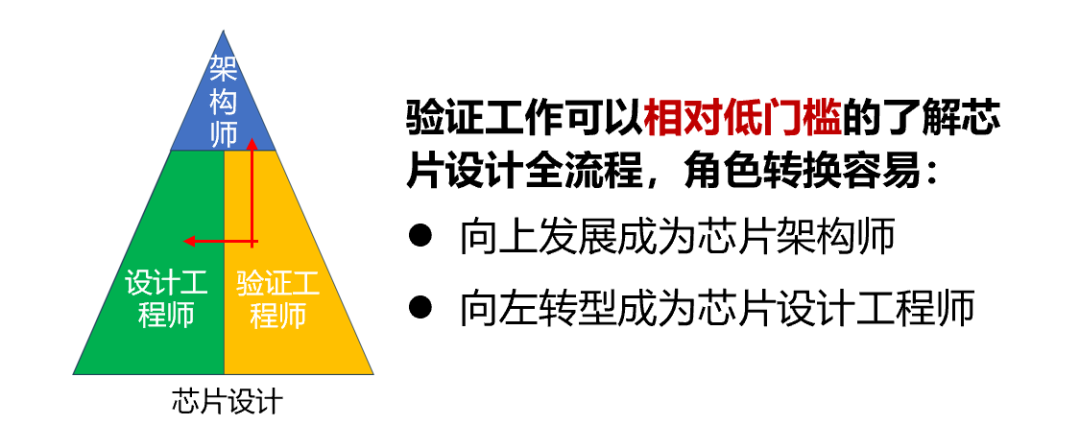 架
构
师
设计工
程师
验证工
程师
芯片设计
验证工作可以相对低门槛的了解芯
片设计全流程，角色转换容易：
● 向上发展成为芯片架构师
● 向左转型成为芯片设计工程师